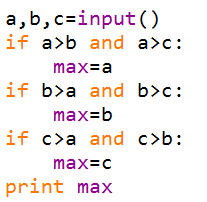 a,b,c=input()
if a>b and a>c:
    max=a
if b>a and b>c:
    max=b
if c>a and c>b:
    max=c
print max